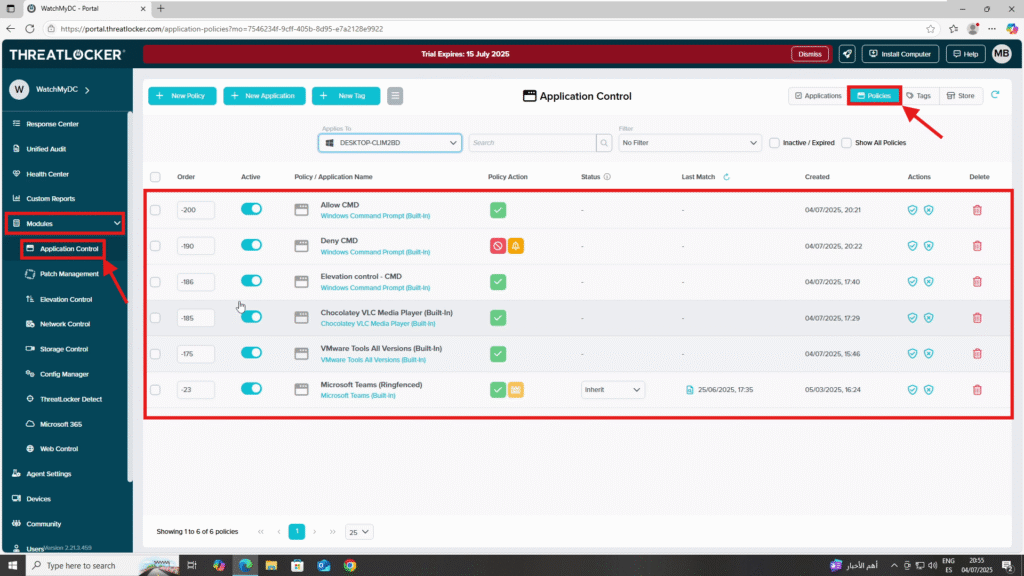 WatchMyDC - Portal
https://portal.threatlocker.com/application-policies?mo=7546234f-9cff-405b-8d95-e7a2128e9922
THREATLOCKER
Trial Expires: 15 July 2025
Dismiss
Install Computer
Help
MB
W
WatchMyDC
Response Center
Unified Audit
Health Center
Custom Reports
Modules
Application Control
Patch Management
Elevation Control
Network Control
Storage Control
Config Manager
ThreatLocker Detect
Microsoft 365
Web Control
Agent Settings
Devices
Community
Users
Version 2.21.3.459
New Policy
New Application
New Tag
Application Control
Applications
Policies
Tags
Store
Applies To
DESKTOP-CLIM2BD
Search
Filter
No Filter
Inactive / Expired
Show All Policies
Order Active Policy / Application Name Policy Action Status Last Match Created Actions Delete
-200 Allow CMD - - 04/07/2025, 20:21
Windows Command Prompt (Built-In)
-190 Deny CMD - - 04/07/2025, 20:22
Windows Command Prompt (Built-In)
-186 Elevation control - CMD - - 04/07/2025, 17:40
Windows Command Prompt (Built-In)
-185 Chocolatey VLC Media Player (Built-In) - - 04/07/2025, 17:29
Chocolatey VLC Media Player (Built-In)
-175 VMware Tools All Versions (Built-In) - - 04/07/2025, 15:46
VMware Tools All Versions (Built-In)
-23 Microsoft Teams (Ringfenced) Inherit 25/06/2025, 17:35 05/03/2025, 16:24
Microsoft Teams (Built-In)
Showing 1 to 6 of 6 policies
1
25
Type here to search
أهم الأخبار
ENG
ES
20:55
04/07/2025
2